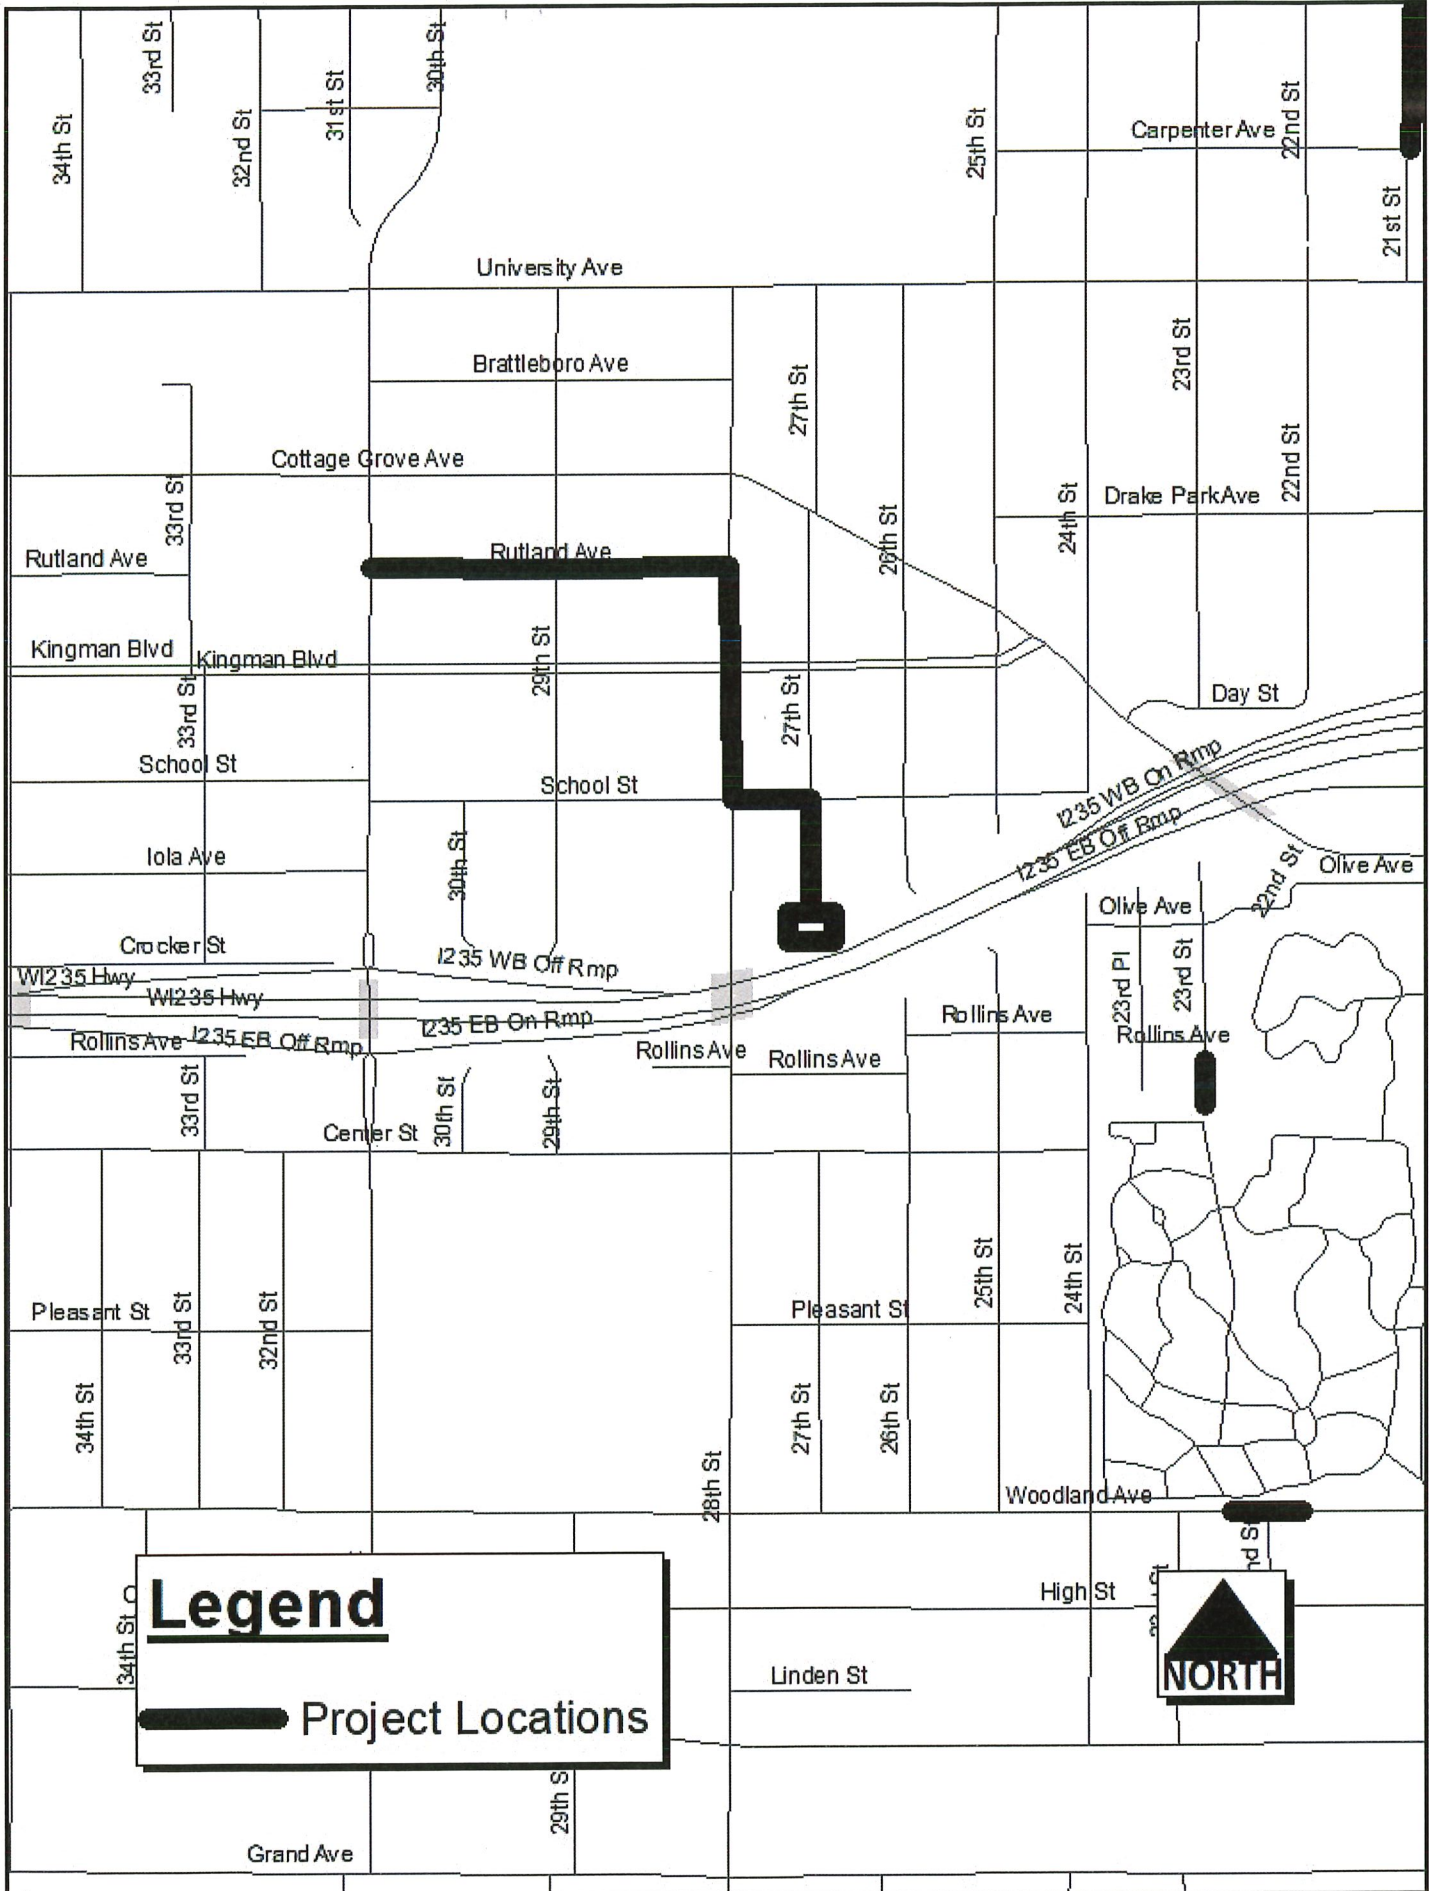 33rd St
30th St
31st St
34th St
32nd St
25th St
Carpenter Ave
22nd St
21st St
University Ave
Brattleboro Ave
27th St
23rd St
Cottage Grove Ave
33rd St
26th St
24th St
Drake Park Ave
22nd St
Rutland Ave
Rutland Ave
Kingman Blvd
Kingman Blvd
29th St
33rd St
27th St
Day St
School St
School St
I235 WB On Rmp
I235 EB Off Rmp
Iola Ave
30th St
22nd St
Olive Ave
Olive Ave
Crocker St
I235 WB Off Rmp
WI235 Hwy
WI235 Hwy
23rd Pl
23rd St
I235 EB On Rmp
Rollins Ave
Rollins Ave
Rollins Ave
I235 EB Off Rmp
Rollins Ave
Rollins Ave
33rd St
30th St
29th St
Center St
25th St
24th St
Pleasant St
33rd St
32nd St
Pleasant St
34th St
27th St
26th St
28th St
Woodland Ave
nd S
34th St
Legend
High St
NORTH
Linden St
Project Locations
29th S
Grand Ave